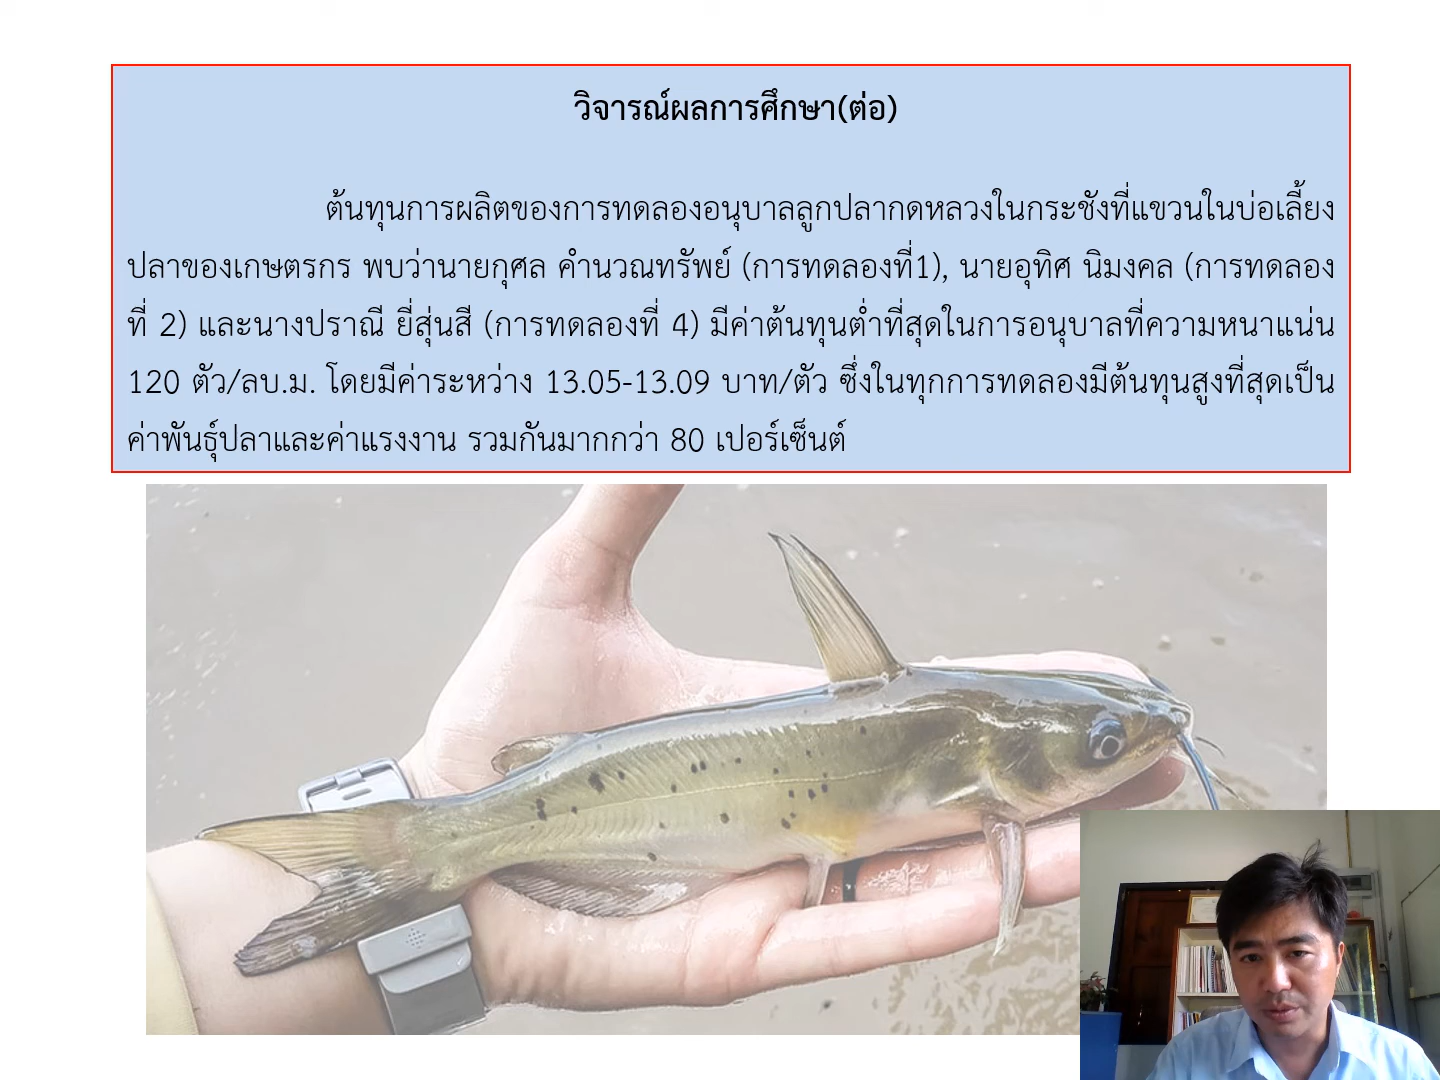 วิจารณ์ผลการศึกษา(ต่อ)
ต้นทุนการผลิตของการทดลองอนุบาลลูกปลากดหลวงในกระชังที่แขวนในบ่อเลี้ยง
ปลาของเกษตรกร พบว่านายกุศล คำนวณทรัพย์ (การทดลองที่1), นายอุทิศ นิมงคล (การทดลอง
ที่ 2) และนางปราณี ยี่สุ่นสี (การทดลองที่ 4) มีค่าต้นทุนต่ำที่สุดในการอนุบาลที่ความหนาแน่น
120 ตัว/ลบ.ม. โดยมีค่าระหว่าง 13.05-13.09 บาท/ตัว ซึ่งในทุกการทดลองมีต้นทุนสูงที่สุดเป็น
ค่าพันธุ์ปลาและค่าแรงงาน รวมกันมากกว่า 80 เปอร์เซ็นต์